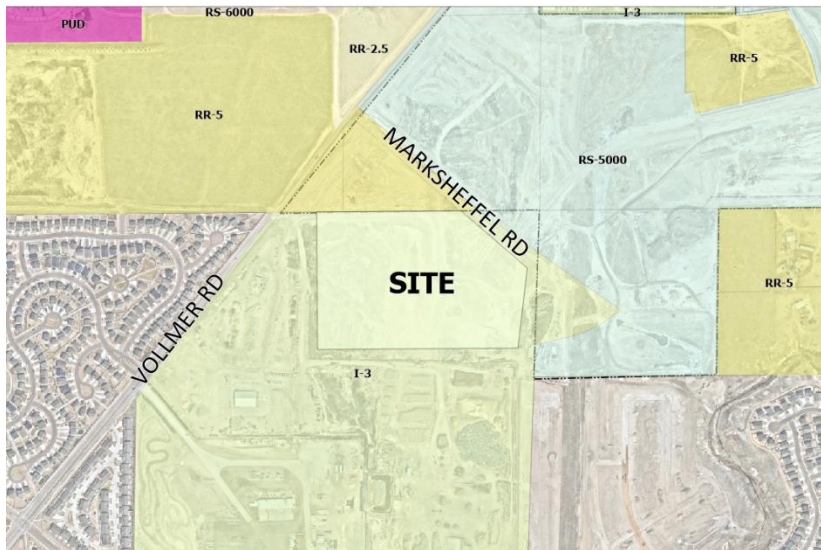 RS-6000
I-3
PUD
RR-2.5
RR-5
RR-5
MARKSHEFFEL RD
RS-5000
SITE
RR-5
VOLLMER RD
I-3